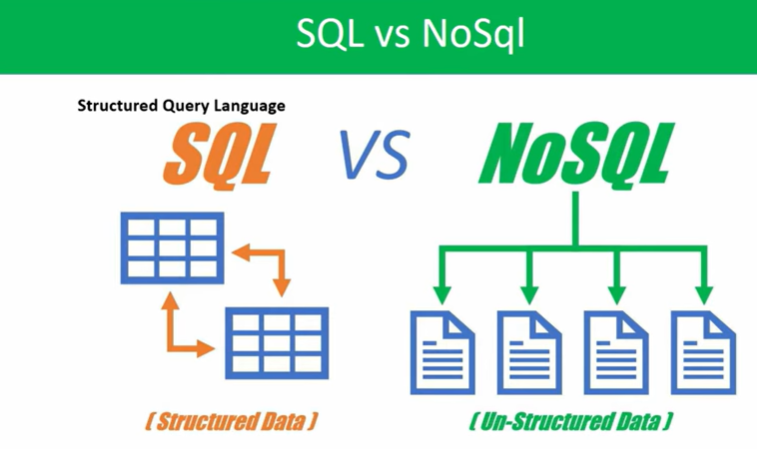 SQL vs NoSql
Structured Query Language
SQL VS NoSQL
( Structured Data )
( Un-Structured Data )